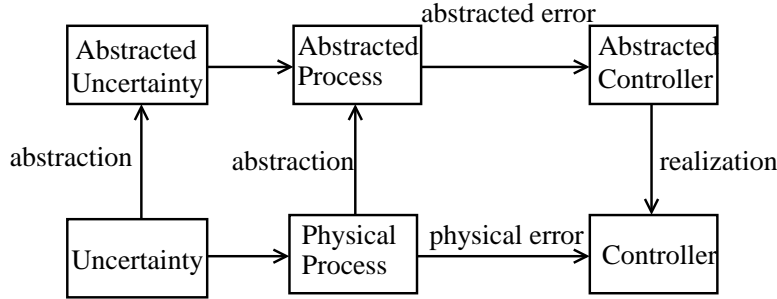 abstracted error
Abstracted
Uncertainty
Abstracted
Process
Abstracted
Controller
abstraction
abstraction
realization
Uncertainty
Physical
Process
physical error
Controller